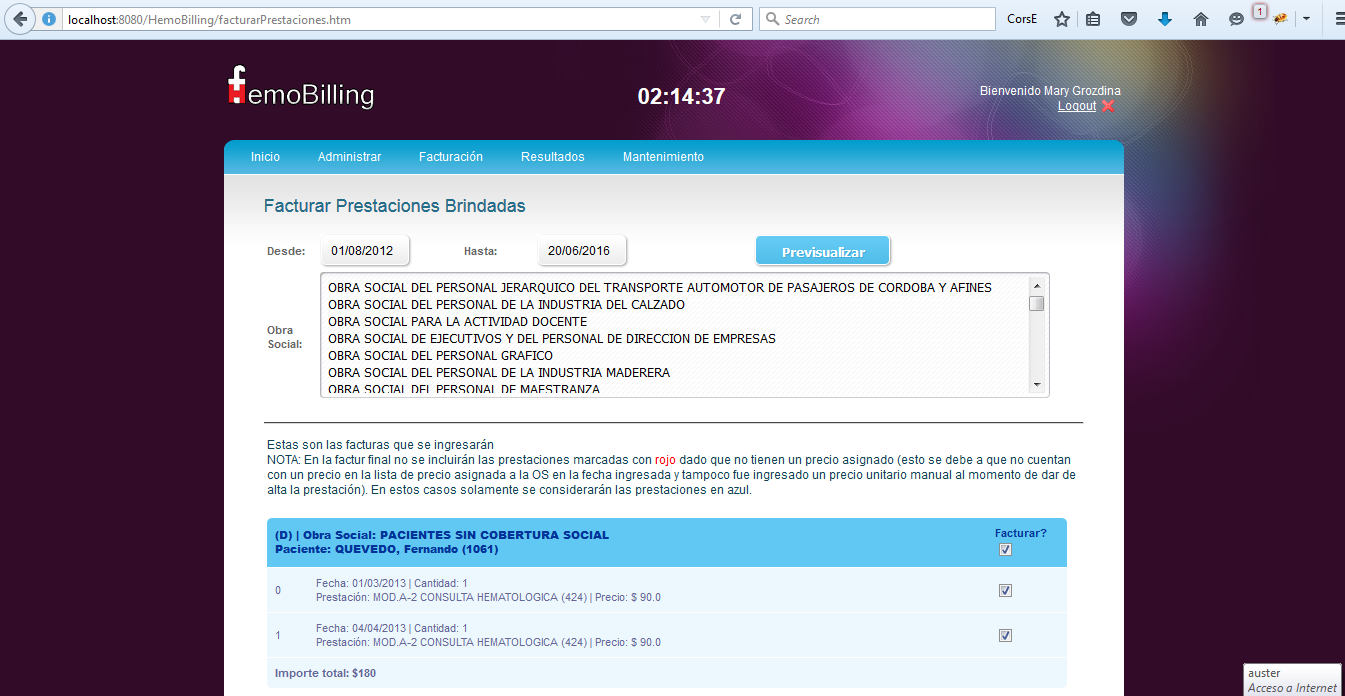 localhost:8080/HemoBilling/facturarPrestaciones.htm
Search
CorsE
1
HemoBilling
02:14:37
Bienvenido Mary Grozdina
Logout
Inicio Administrar Facturación Resultados Mantenimiento
Facturar Prestaciones Brindadas
Desde: 01/08/2012 Hasta: 20/06/2016 Previsualizar
Obra Social:
OBRA SOCIAL DEL PERSONAL JERARQUICO DEL TRANSPORTE AUTOMOTOR DE PASAJEROS DE CORDOBA Y AFINES
OBRA SOCIAL DEL PERSONAL DE LA INDUSTRIA DEL CALZADO
OBRA SOCIAL PARA LA ACTIVIDAD DOCENTE
OBRA SOCIAL DE EJECUTIVOS Y DEL PERSONAL DE DIRECCION DE EMPRESAS
OBRA SOCIAL DEL PERSONAL GRAFICO
OBRA SOCIAL DEL PERSONAL DE LA INDUSTRIA MADERERA
OBRA SOCIAL DEL PERSONAL DE MAESTRANZA
Estas son las facturas que se ingresarán
NOTA: En la factur final no se incluirán las prestaciones marcadas con rojo dado que no tienen un precio asignado (esto se debe a que no cuentan
con un precio en la lista de precio asignada a la OS en la fecha ingresada y tampoco fue ingresado un precio unitario manual al momento de dar de
alta la prestación). En estos casos solamente se considerarán las prestaciones en azul.
(D) | Obra Social: PACIENTES SIN COBERTURA SOCIAL Facturar?
Paciente: QUEVEDO, Fernando (1061)
0 Fecha: 01/03/2013 | Cantidad: 1
Prestación: MOD.A-2 CONSULTA HEMATOLOGICA (424) | Precio: $ 90.0
1 Fecha: 04/04/2013 | Cantidad: 1
Prestación: MOD.A-2 CONSULTA HEMATOLOGICA (424) | Precio: $ 90.0
Importe total: $180
auster
Acceso a Internet